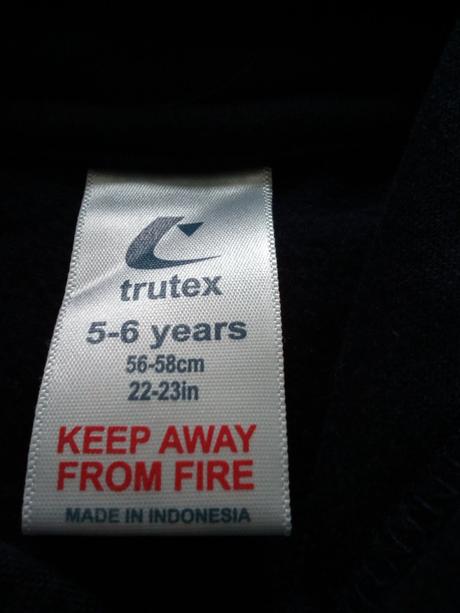 trutex
5-6 years
56-58cm
22-23in
KEEP AWAY
FROM FIRE
MADE IN INDONESIA